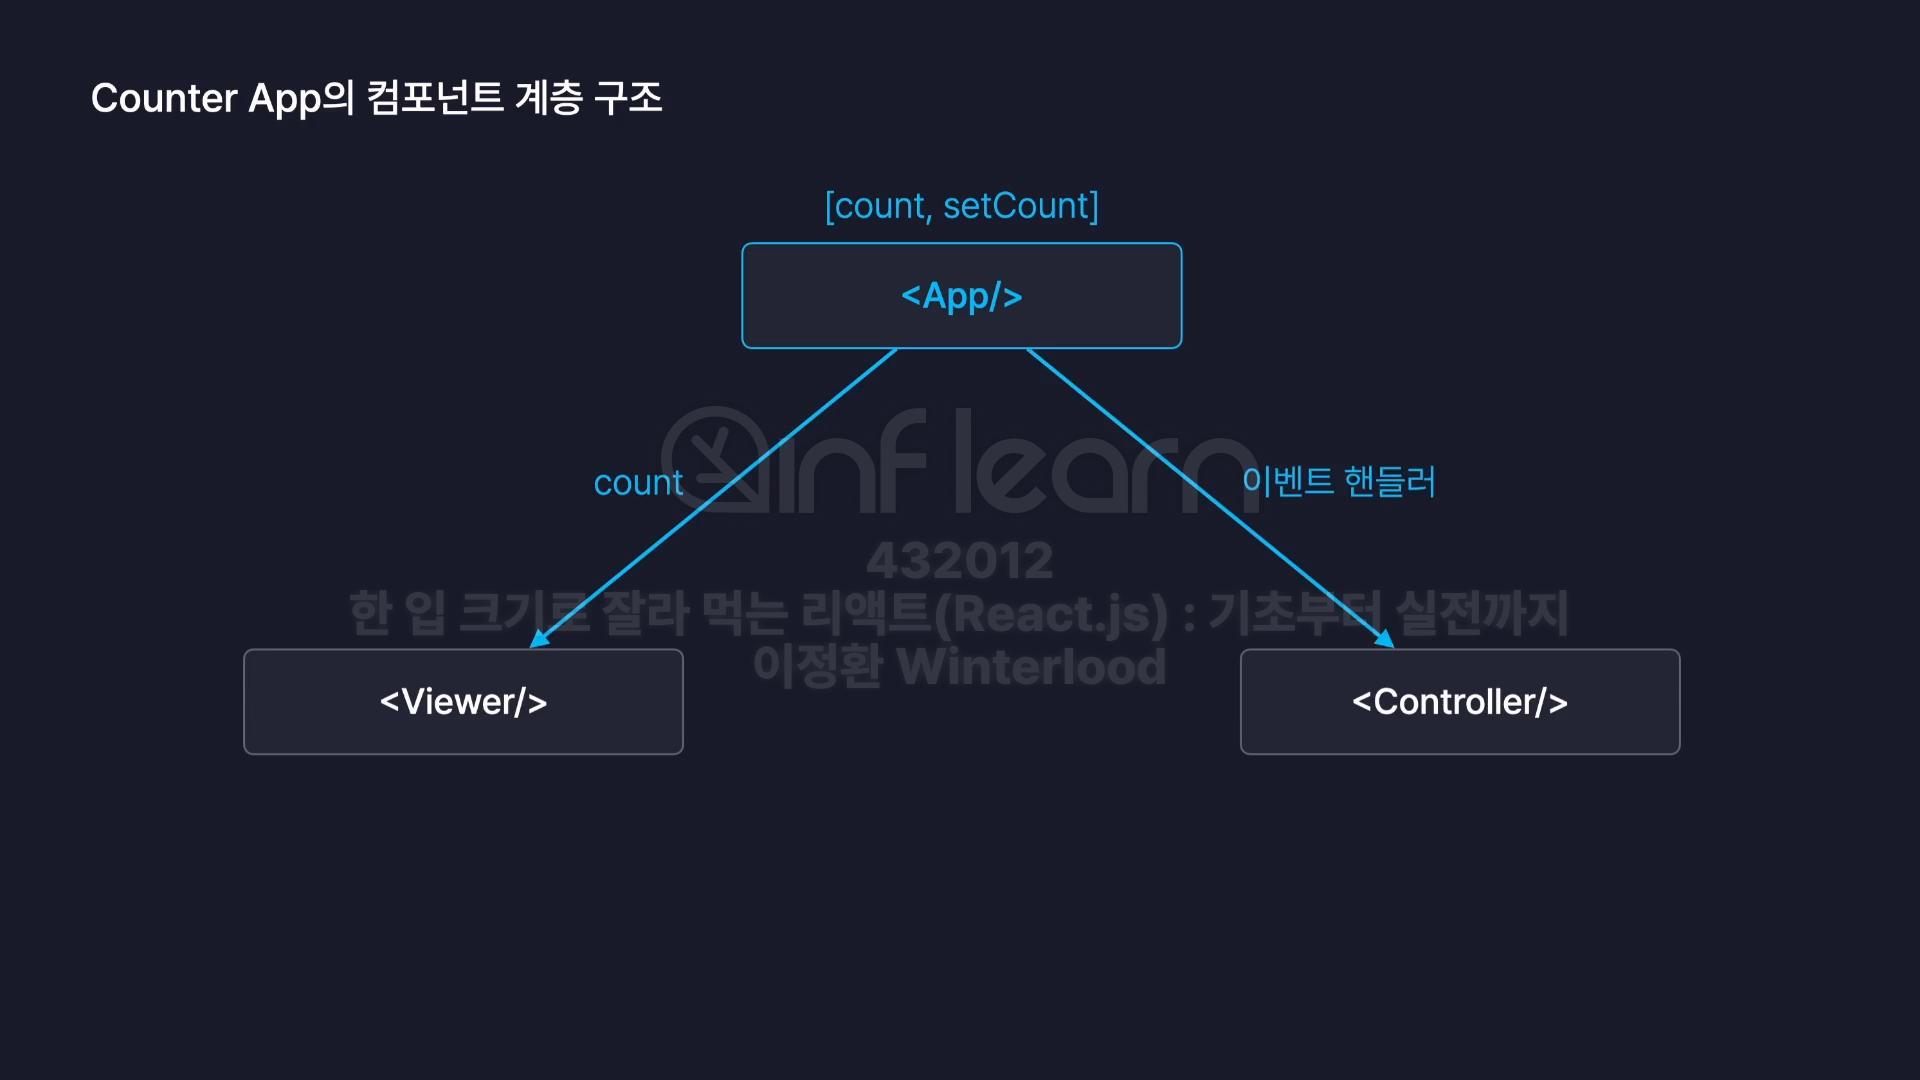 Counter App의 컴포넌트 계층 구조
[count, setCount]
<App/>
inflearn
count
이벤트 핸들러
432012
한 입 크기로 잘라 먹는 리액트(React.js) : 기초부터 실전까지
이정환 Winterlood
<Viewer/>
<Controller/>